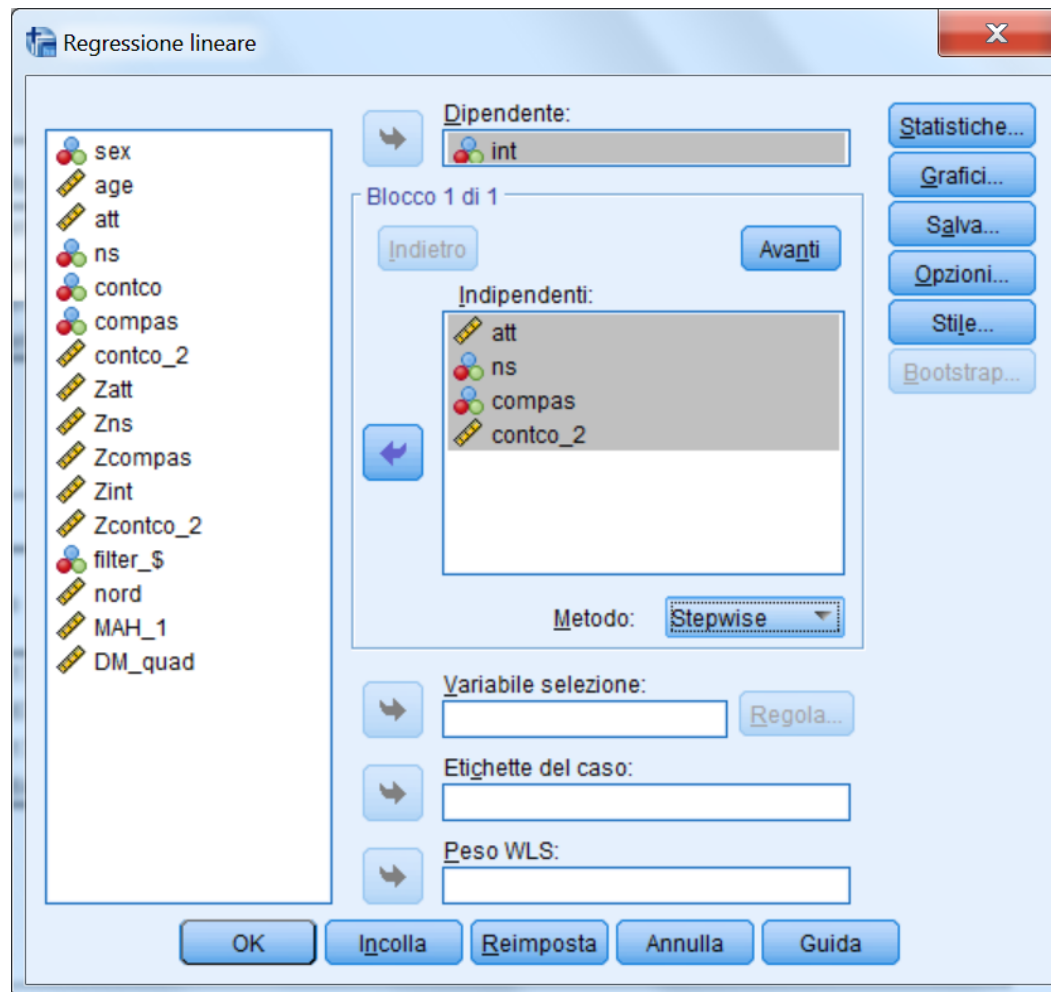 Regressione lineare
sex
age
att
ns
contco
compas
contco_2
Zatt
Zns
Zcompas
Zint
Zcontco_2
filter_$
nord
MAH_1
DM_quad
Dipendente:
int
Blocco 1 di 1
Indietro
Avanti
Indipendenti:
att
ns
compas
contco_2
Metodo:
Stepwise
Variabile selezione:
Regola...
Etichette del caso:
Peso WLS:
Statistiche...
Grafici...
Salva...
Opzioni...
Stile...
Bootstrap...
OK
Incolla
Reimposta
Annulla
Guida